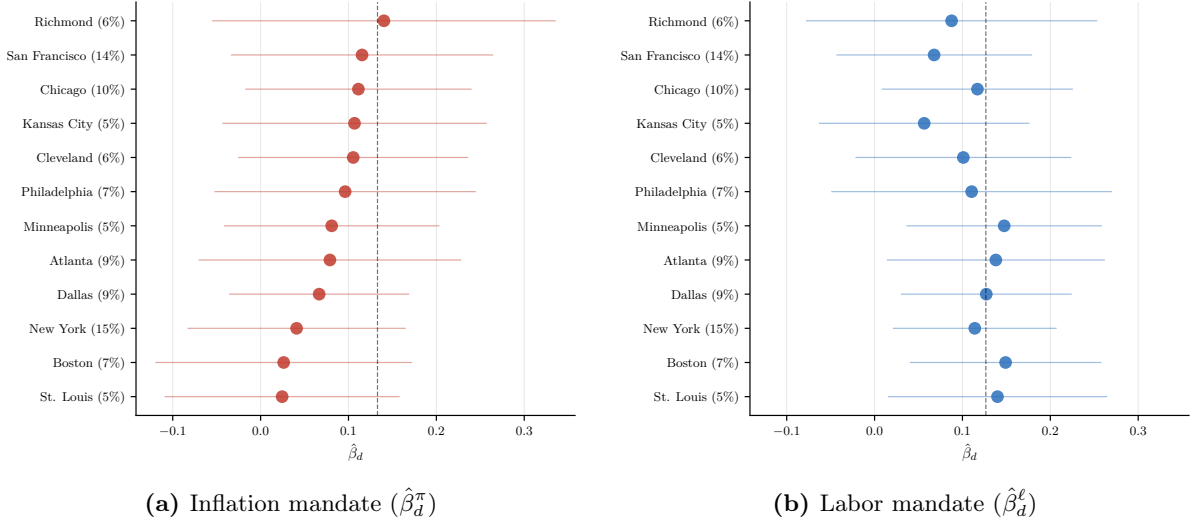 Richmond (6%)
San Francisco (14%)
Chicago (10%)
Kansas City (5%)
Cleveland (6%)
Philadelphia (7%)
Minneapolis (5%)
Atlanta (9%)
Dallas (9%)
New York (15%)
Boston (7%)
St. Louis (5%)
−0.1 0.0 0.1 0.2 0.3
β̂_d
(a) Inflation mandate (β̂_d^π)
Richmond (6%)
San Francisco (14%)
Chicago (10%)
Kansas City (5%)
Cleveland (6%)
Philadelphia (7%)
Minneapolis (5%)
Atlanta (9%)
Dallas (9%)
New York (15%)
Boston (7%)
St. Louis (5%)
−0.1 0.0 0.1 0.2 0.3
β̂_d
(b) Labor mandate (β̂_d^ℓ)